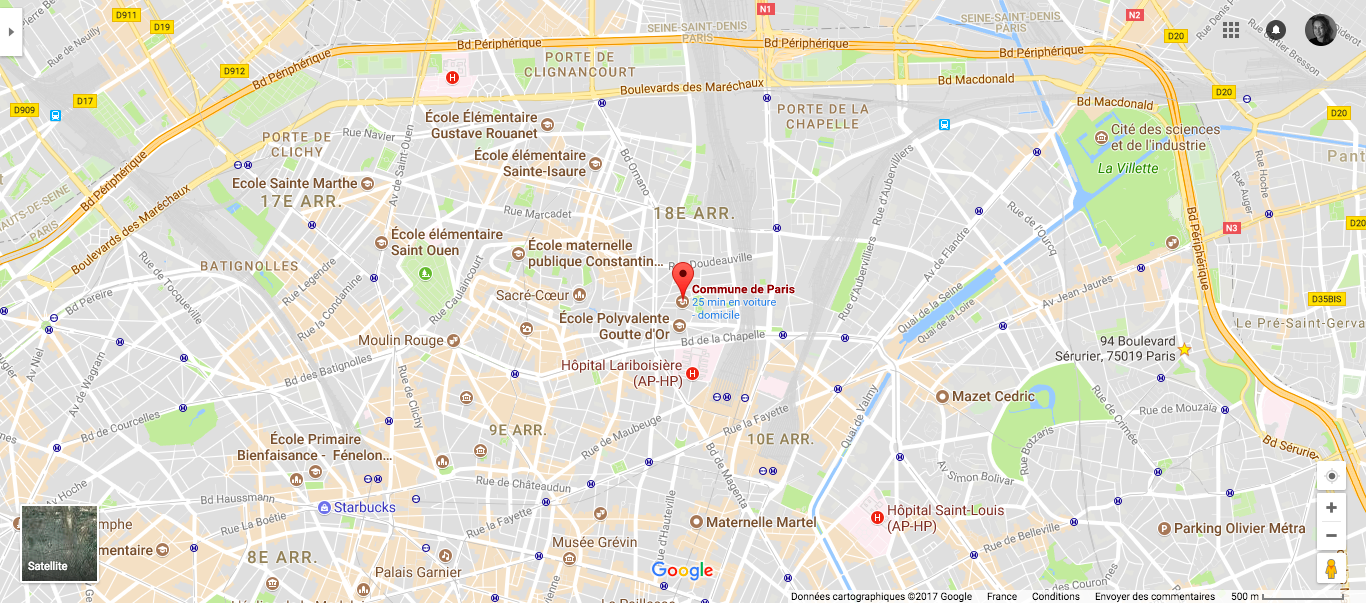 D911
D19
N1
N2
SEINE-SAINT-DENIS
PARIS
SEINE-SAINT-DENIS
PARIS
D20
Rue de Neuilly
Bd Périphérique
Bd Périphérique
Bd Périphérique
D912
Bd Périphérique
PORTE DE
CLIGNANCOURT
D17
D909
Boulevards des Maréchaux
Bd Macdonald
D20
Bd Macdonald
D20
PORTE DE LA
CHAPELLE
École Élémentaire
Gustave Rouanet
Rue Navier
PORTE DE
CLICHY
Av de Saint-Ouen
Cité des sciences
et de l'industrie
La Villette
Pant
École élémentaire
Sainte-Isaure
Bd Ornano
Rue d'Aubervilliers
Rue Hoche
Rue Auger
Bd Périphérique
Ecole Sainte Marthe
17E ARR.
HAUTS-DE-SEINE
PARIS
Boulevards des Maréchaux
Rue Marcadet
18E ARR.
Rue de l'Ourcq
D20
N3
Bd Périphérique
École élémentaire
Saint Ouen
École maternelle
publique Constantin...
Av de Flandre
BATIGNOLLES
Rue Legendre
Rue Doudeauville
Rue d'Aubervilliers
Rue de Tocqueville
Rue la Condamine
Rue Caulaincourt
Sacré-Cœur
Commune de Paris
25 min en voiture
- domicile
Bd Pereire
Quai de la Seine
Quai de la Loire
Av Jean Jaurès
D35BIS
École Polyvalente
Goutte d'Or
Le Pré-Saint-Gerva
Moulin Rouge
Bd de la Chapelle
94 Boulevard
Sérurier, 75019 Paris
Av Niel
Av de Wagram
Bd des Batignolles
Hôpital Lariboisière
(AP-HP)
Rue de Clichy
Mazet Cedric
Quai de Valmy
Bd de Courcelles
Rue de Maubeuge
Rue la Fayette
Rue de Crimée
Rue de Mouzaïa
9E ARR.
10E ARR.
École Primaire
Bienfaisance - Fénelon...
Rue Botzaris
Bd Sérurier
Bd de Magenta
Av Simon Bolivar
Av Hoche
Rue de Châteaudun
Bd Haussmann
Starbucks
Rue la Fayette
Rue d'Hauteville
Hôpital Saint-Louis
(AP-HP)
Rue La Boétie
mphe
Maternelle Martel
Parking Olivier Métra
Rue de Belleville
mentaire
8E ARR.
Musée Grévin
Palais Garnier
Satellite
Google
Rue des Couronnes
Données cartographiques ©2017 Google
France
Conditions
Envoyer des commentaires
500 m